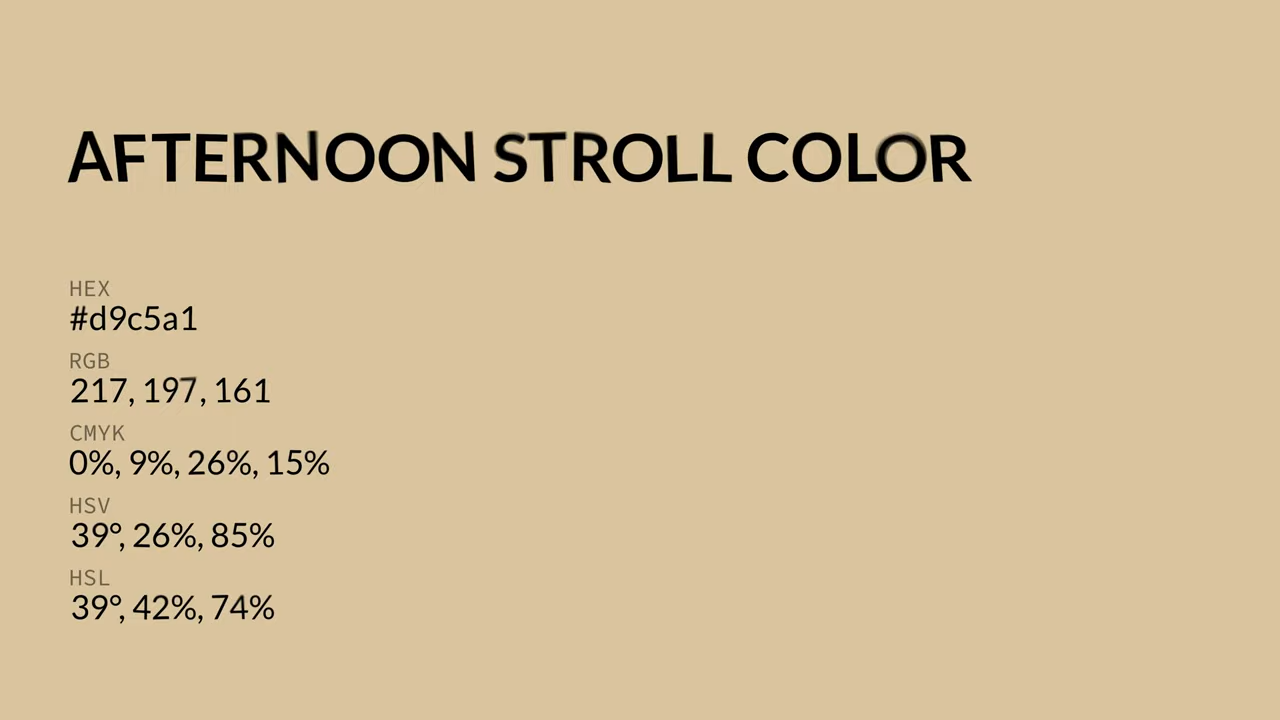 AFTERNOON STROLL COLOR
HEX
#d9c5a1
RGB
217, 197, 161
CMYK
0%, 9%, 26%, 15%
HSV
39°, 26%, 85%
HSL
39°, 42%, 74%